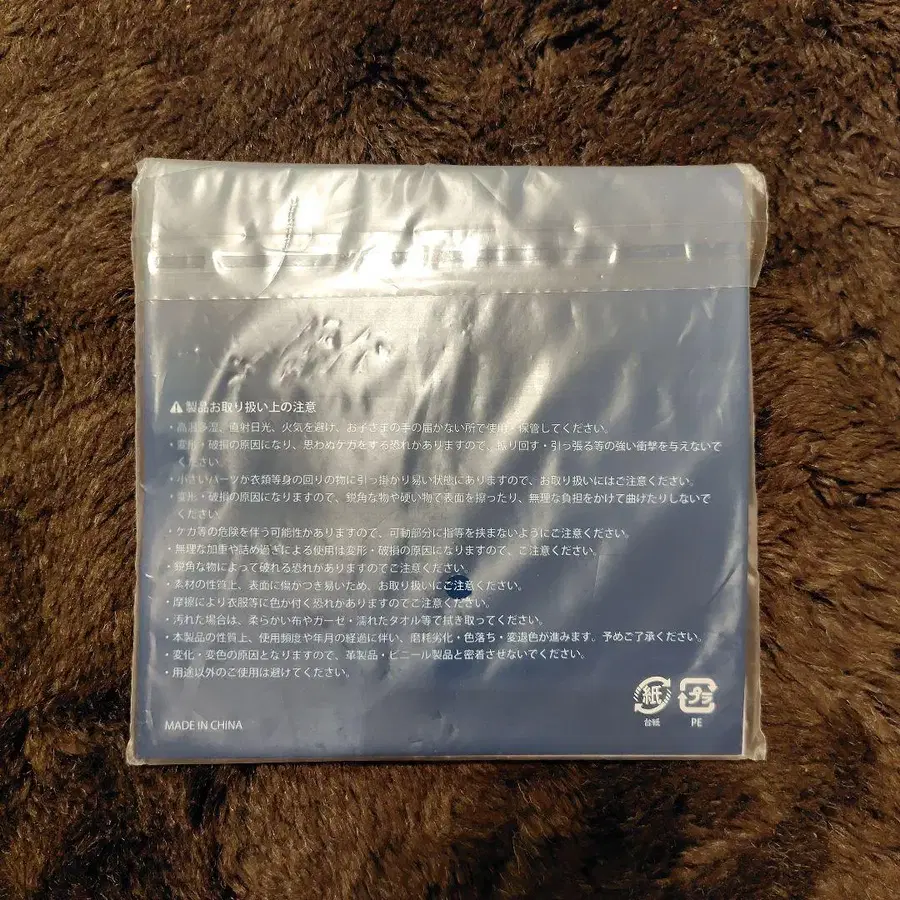 製品お取り扱い上の注意
・高温多湿、直射日光、火気を避け、お子さまの手の届かない所で使用・保管してください。
・変形・破損の原因になり、思わぬケガをする恐れがありますので、振り回す・引っ張る等の強い衝撃を与えないで
ください。
・小さいパーツか衣類等身の回りの物に引っ掛かり易い状態にありますので、お取り扱いにはご注意ください。
・変形・破損の原因になりますので、鋭角な物や硬い物で表面を擦ったり、無理な負担をかけて曲げたりしないで
ください。
・ケガ等の危険を伴う可能性がありますので、可動部分に指等を挟まないようにご注意ください。
・無理な加重や詰め過ぎによる使用は変形・破損の原因になりますので、ご注意ください。
・鋭角な物によって破れる恐れがありますのでご注意ください。
・素材の性質上、表面に傷がつき易いため、お取り扱いにご注意ください。
・摩擦により衣服等に色が付く恐れがありますのでご注意ください。
・汚れた場合は、柔らかい布やガーゼ・濡れたタオル等で拭き取ってください。
・本製品の性質上、使用頻度や年月の経過に伴い、磨耗劣化・色落ち・変退色が進みます。予めご了承ください。
・変化・変色の原因となりますので、革製品・ビニール製品と密着させないでください。
・用途以外のご使用は避けてください。
紙 プラ
台紙 PE
MADE IN CHINA